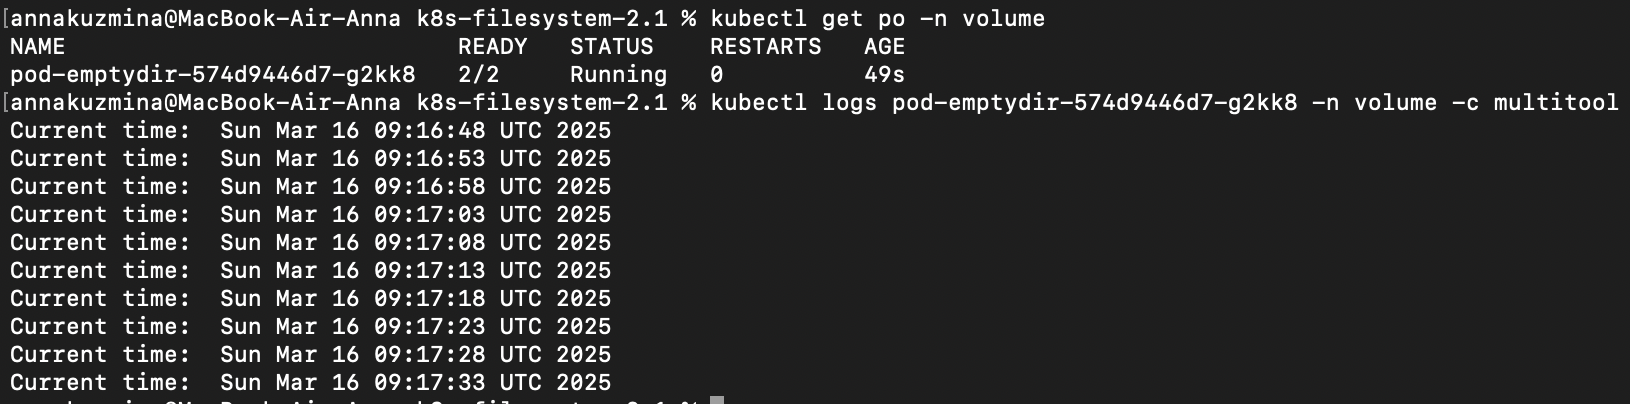 [annakuzmina@MacBook-Air-Anna k8s-filesystem-2.1 % kubectl get po -n volume
NAME                            READY   STATUS    RESTARTS   AGE
pod-emptydir-574d9446d7-g2kk8   2/2     Running   0          49s
[annakuzmina@MacBook-Air-Anna k8s-filesystem-2.1 % kubectl logs pod-emptydir-574d9446d7-g2kk8 -n volume -c multitool
Current time:  Sun Mar 16 09:16:48 UTC 2025
Current time:  Sun Mar 16 09:16:53 UTC 2025
Current time:  Sun Mar 16 09:16:58 UTC 2025
Current time:  Sun Mar 16 09:17:03 UTC 2025
Current time:  Sun Mar 16 09:17:08 UTC 2025
Current time:  Sun Mar 16 09:17:13 UTC 2025
Current time:  Sun Mar 16 09:17:18 UTC 2025
Current time:  Sun Mar 16 09:17:23 UTC 2025
Current time:  Sun Mar 16 09:17:28 UTC 2025
Current time:  Sun Mar 16 09:17:33 UTC 2025